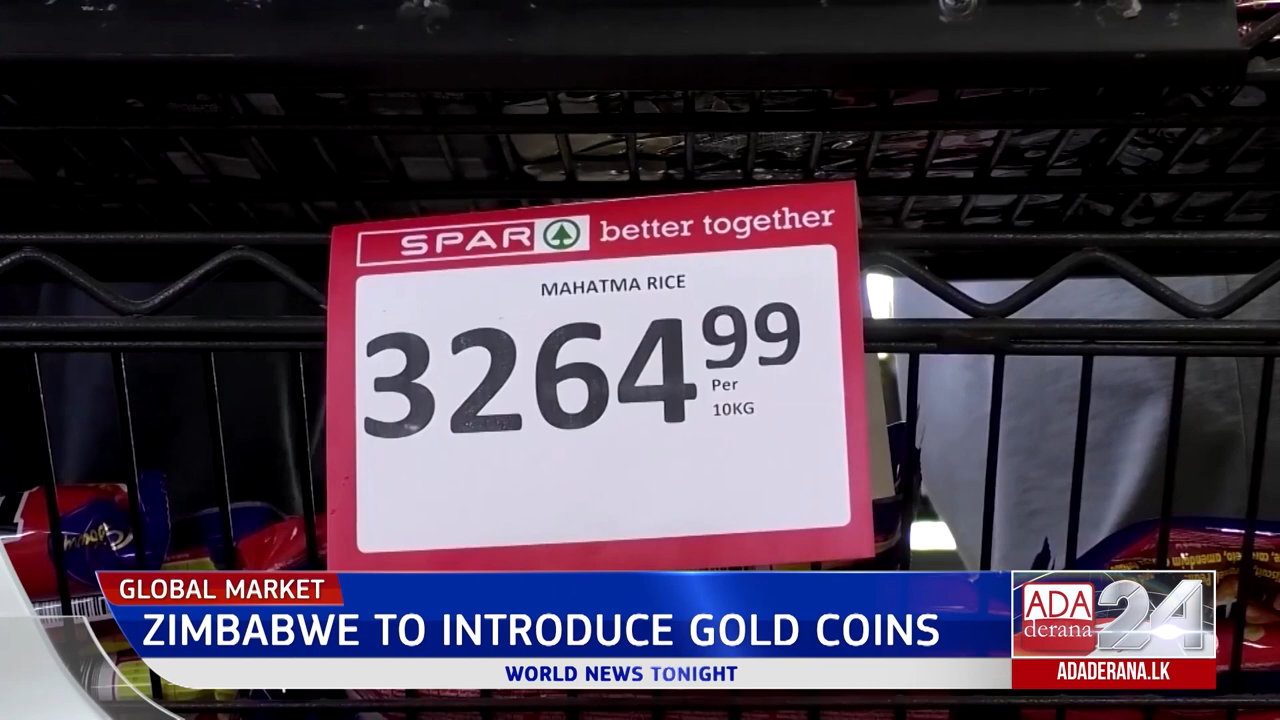 SPAR better together
MAHATMA RICE
3264 99
Per
10KG
GLOBAL MARKET
ZIMBABWE TO INTRODUCE GOLD COINS
WORLD NEWS TONIGHT
ADA
derana
24
ADADERANA.LK